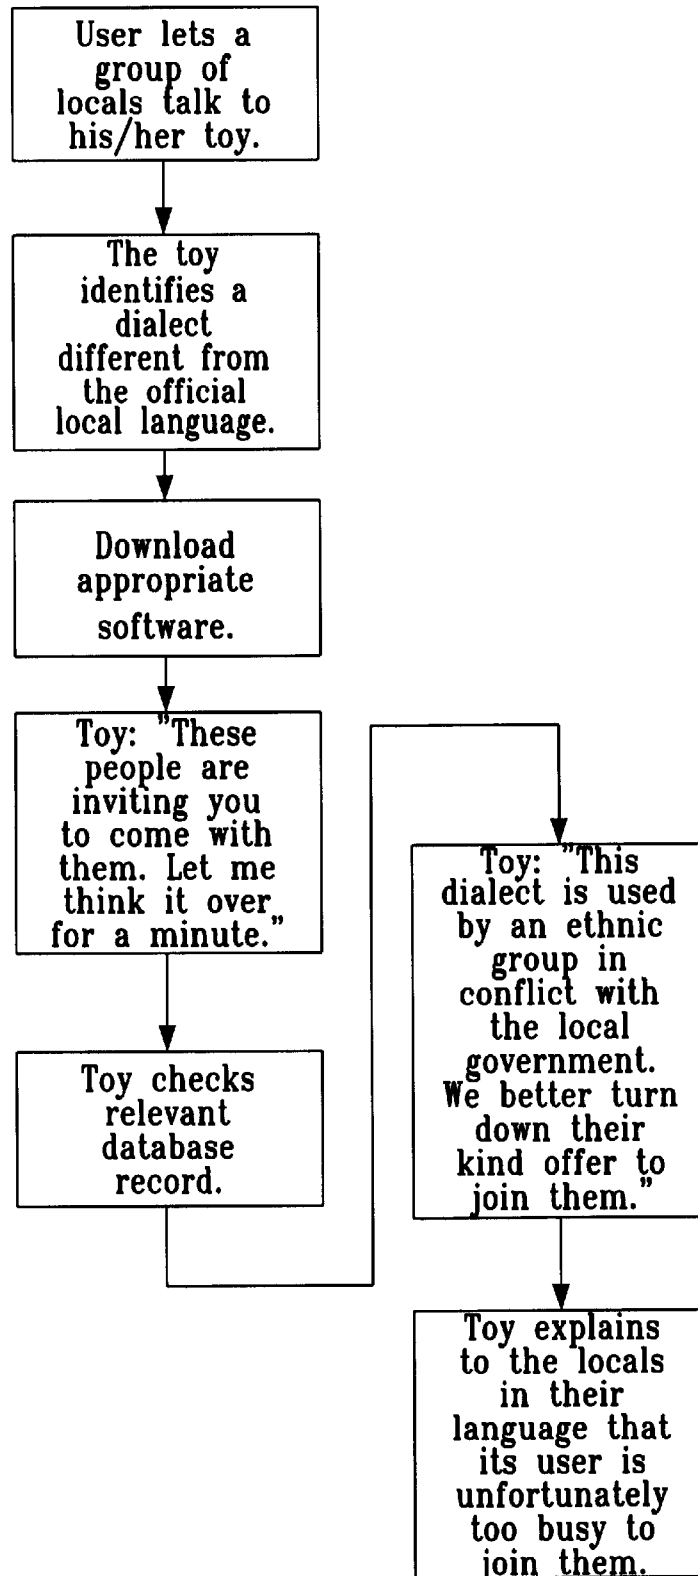 User lets a
group of
locals talk to
his/her toy.
The toy
identifies a
dialect
different from
the official
local language.
Download
appropriate
software.
Toy: "These
people are
inviting you
to come with
them. Let me
think it over
for a minute."
Toy checks
relevant
database
record.
Toy: "This
dialect is used
by an ethnic
group in
conflict with
the local
government.
We better turn
down their
kind offer to
join them."
Toy explains
to the locals
in their
language that
its user is
unfortunately
too busy to
join them.